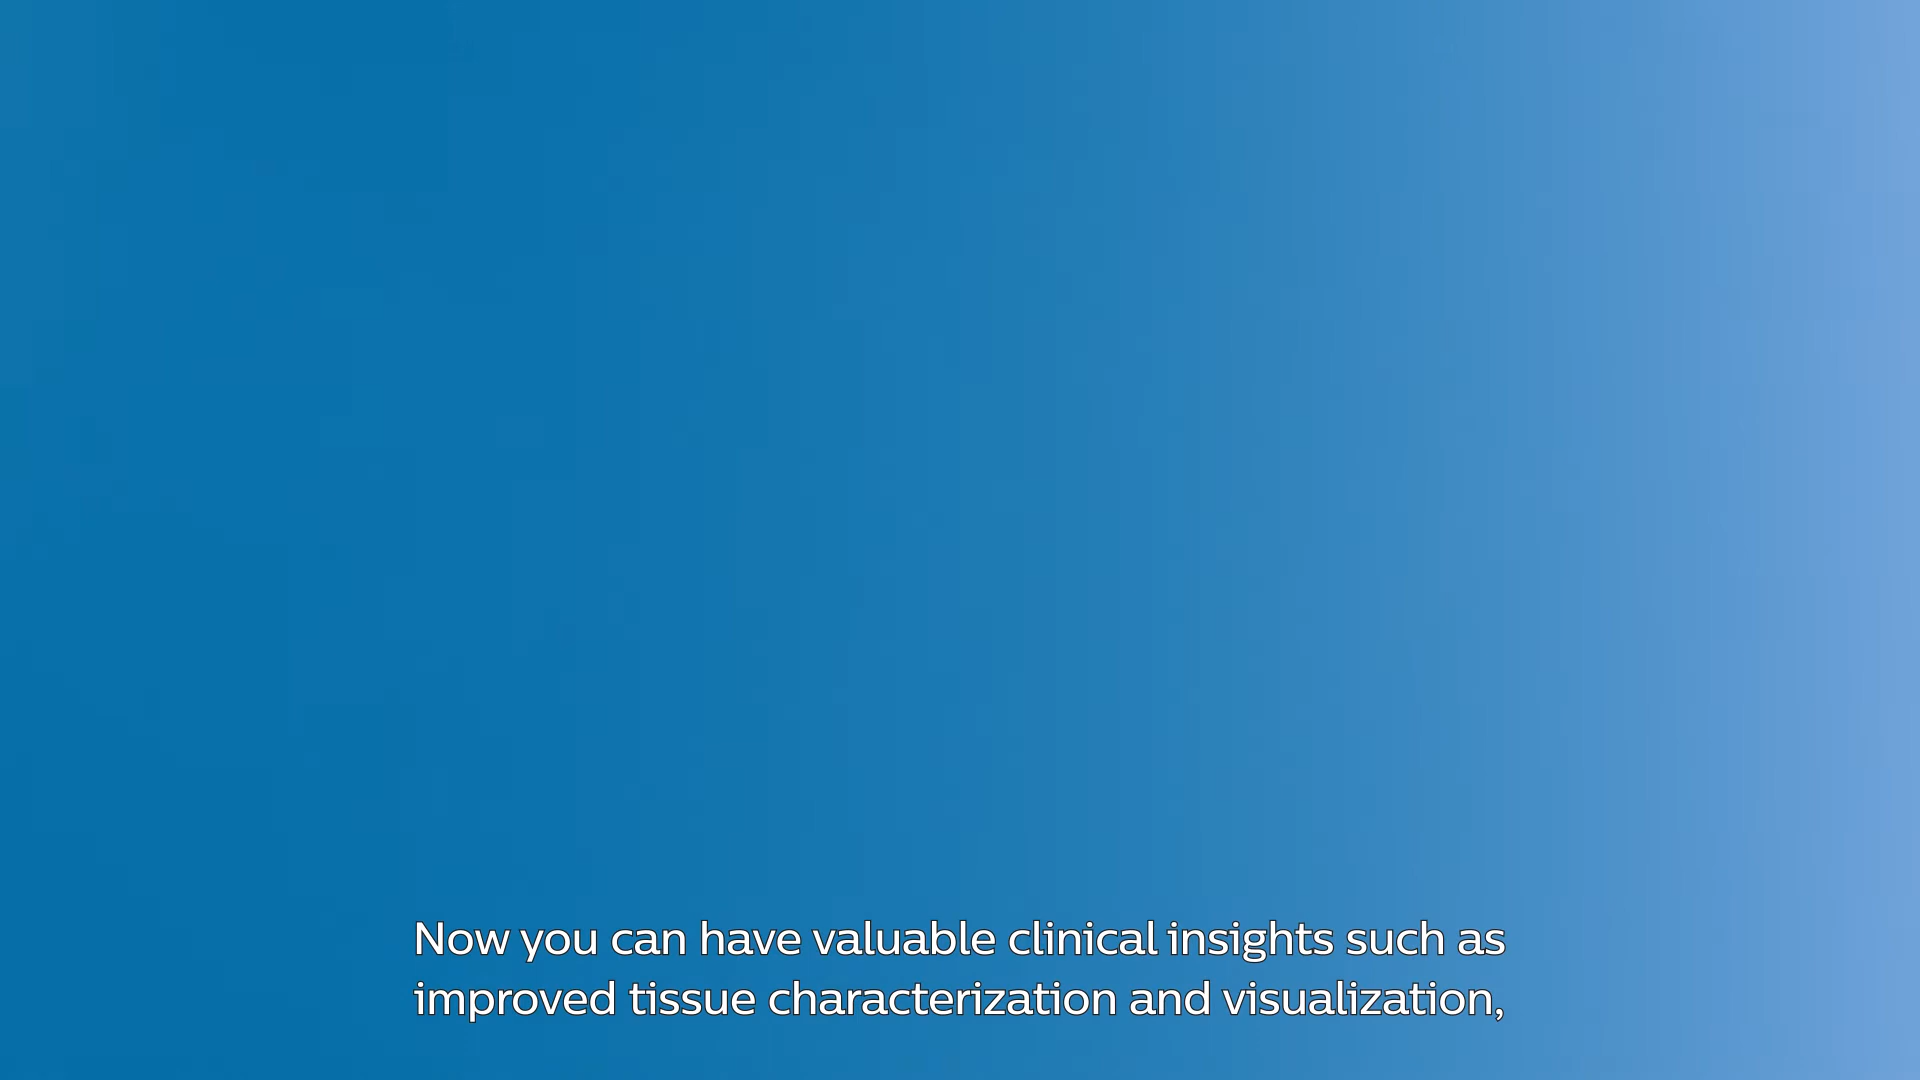 Now you can have valuable clinical insights such as
improved tissue characterization and visualization,